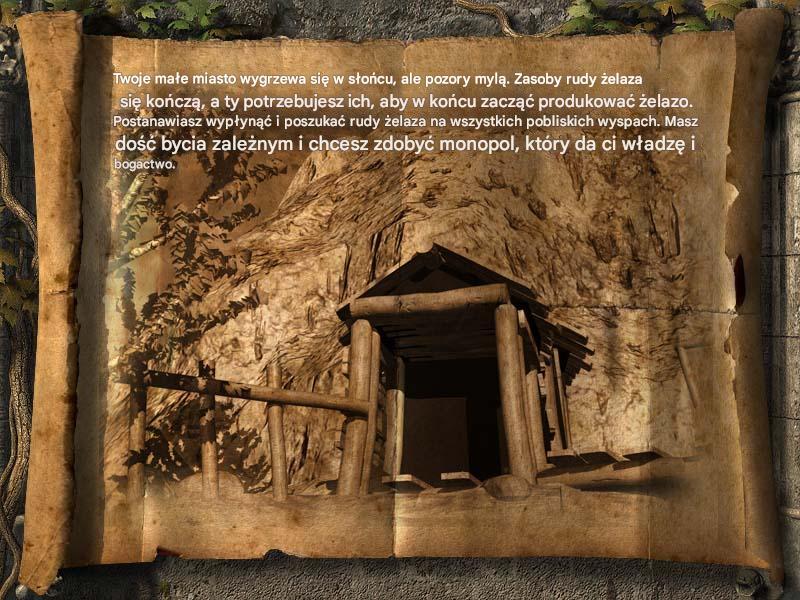 Twoje małe miasto wygrzewa się w słońcu, ale pozory mylą. Zasoby rudy żelaza
się kończą, a ty potrzebujesz ich, aby w końcu zacząć produkować żelazo.
Postanawiasz wypłynąć i poszukać rudy żelaza na wszystkich pobliskich wyspach. Masz
dość bycia zależnym i chcesz zdobyć monopol, który da ci władzę i
bogactwo.